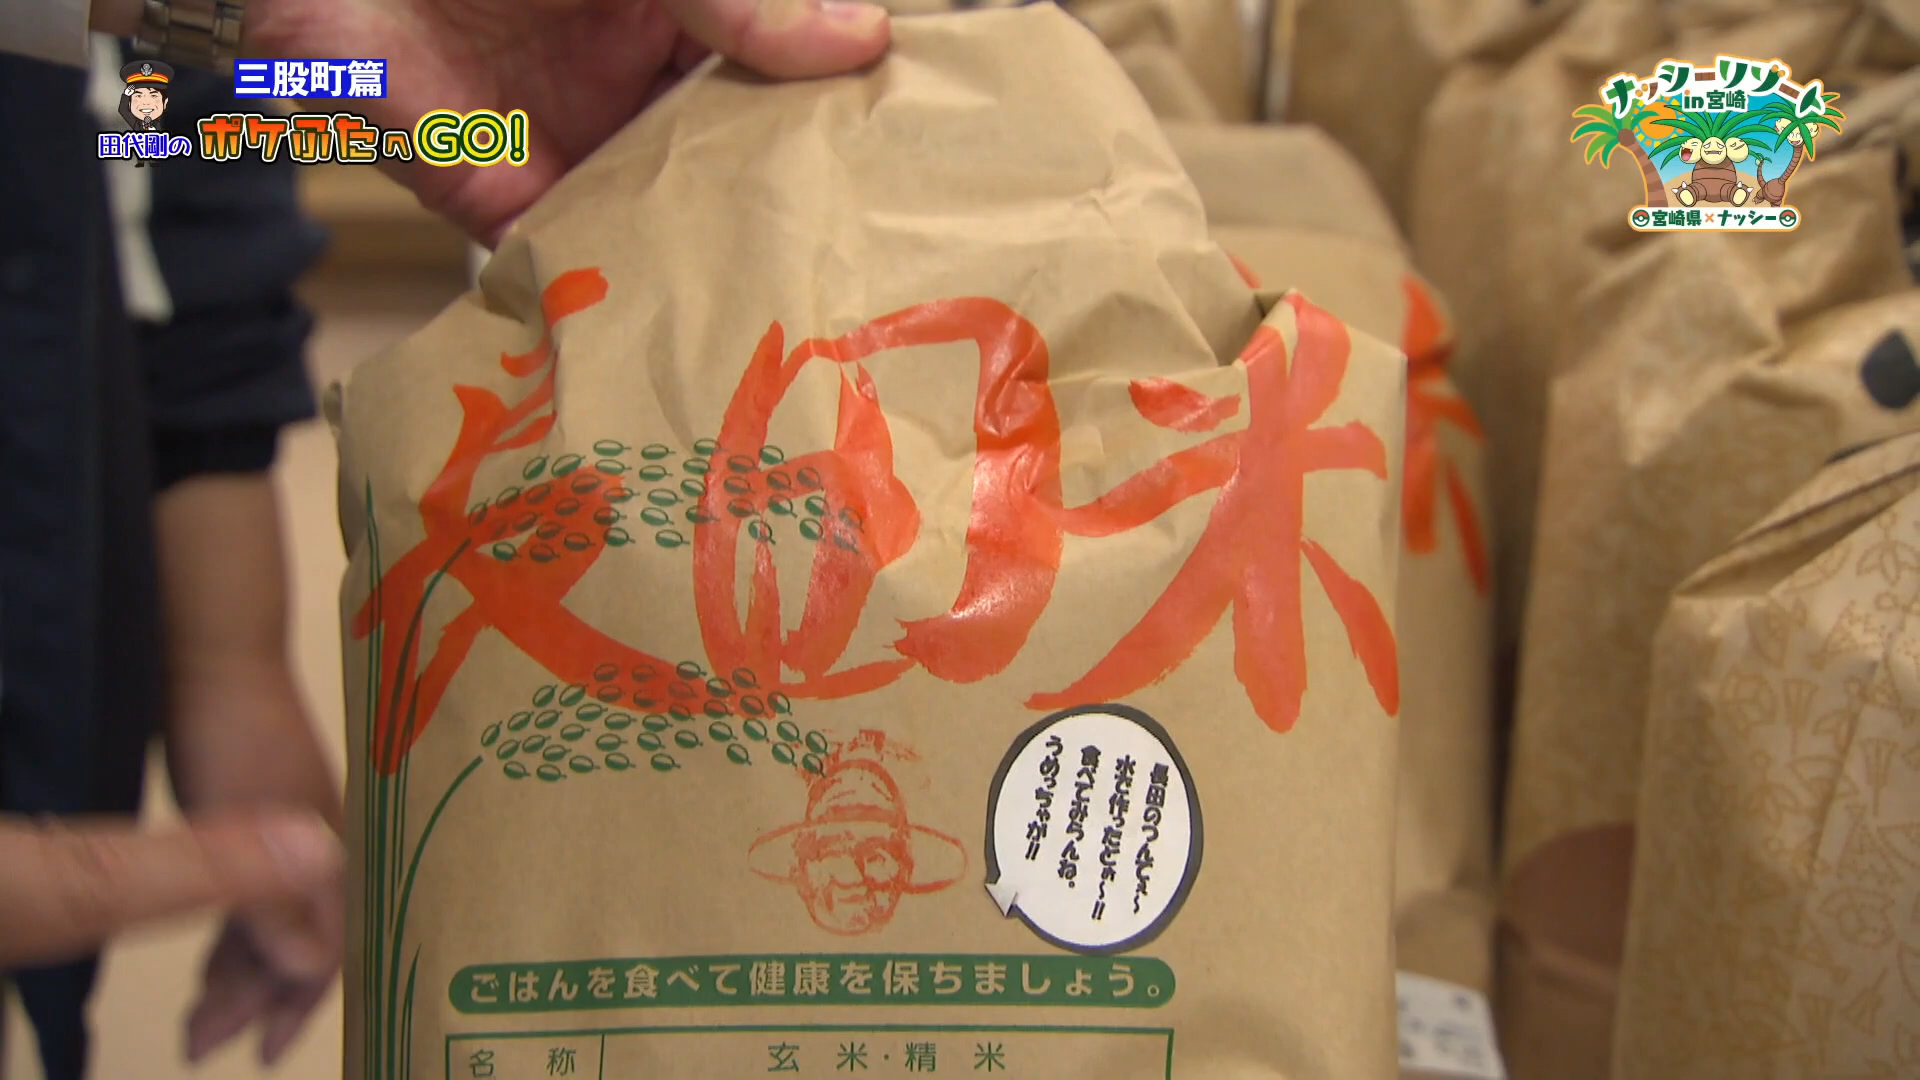 三股町篇
田代剛の ポケふたへGO!
ナッシーリゾート
in宮崎
宮崎県×ナッシー
長田米
長田のつんてぇ～
水で作ったどぉ～!!
食べてみらんね。
うめっちゃが!!
ごはんを食べて健康を保ちましょう。
名 称 玄米・精米